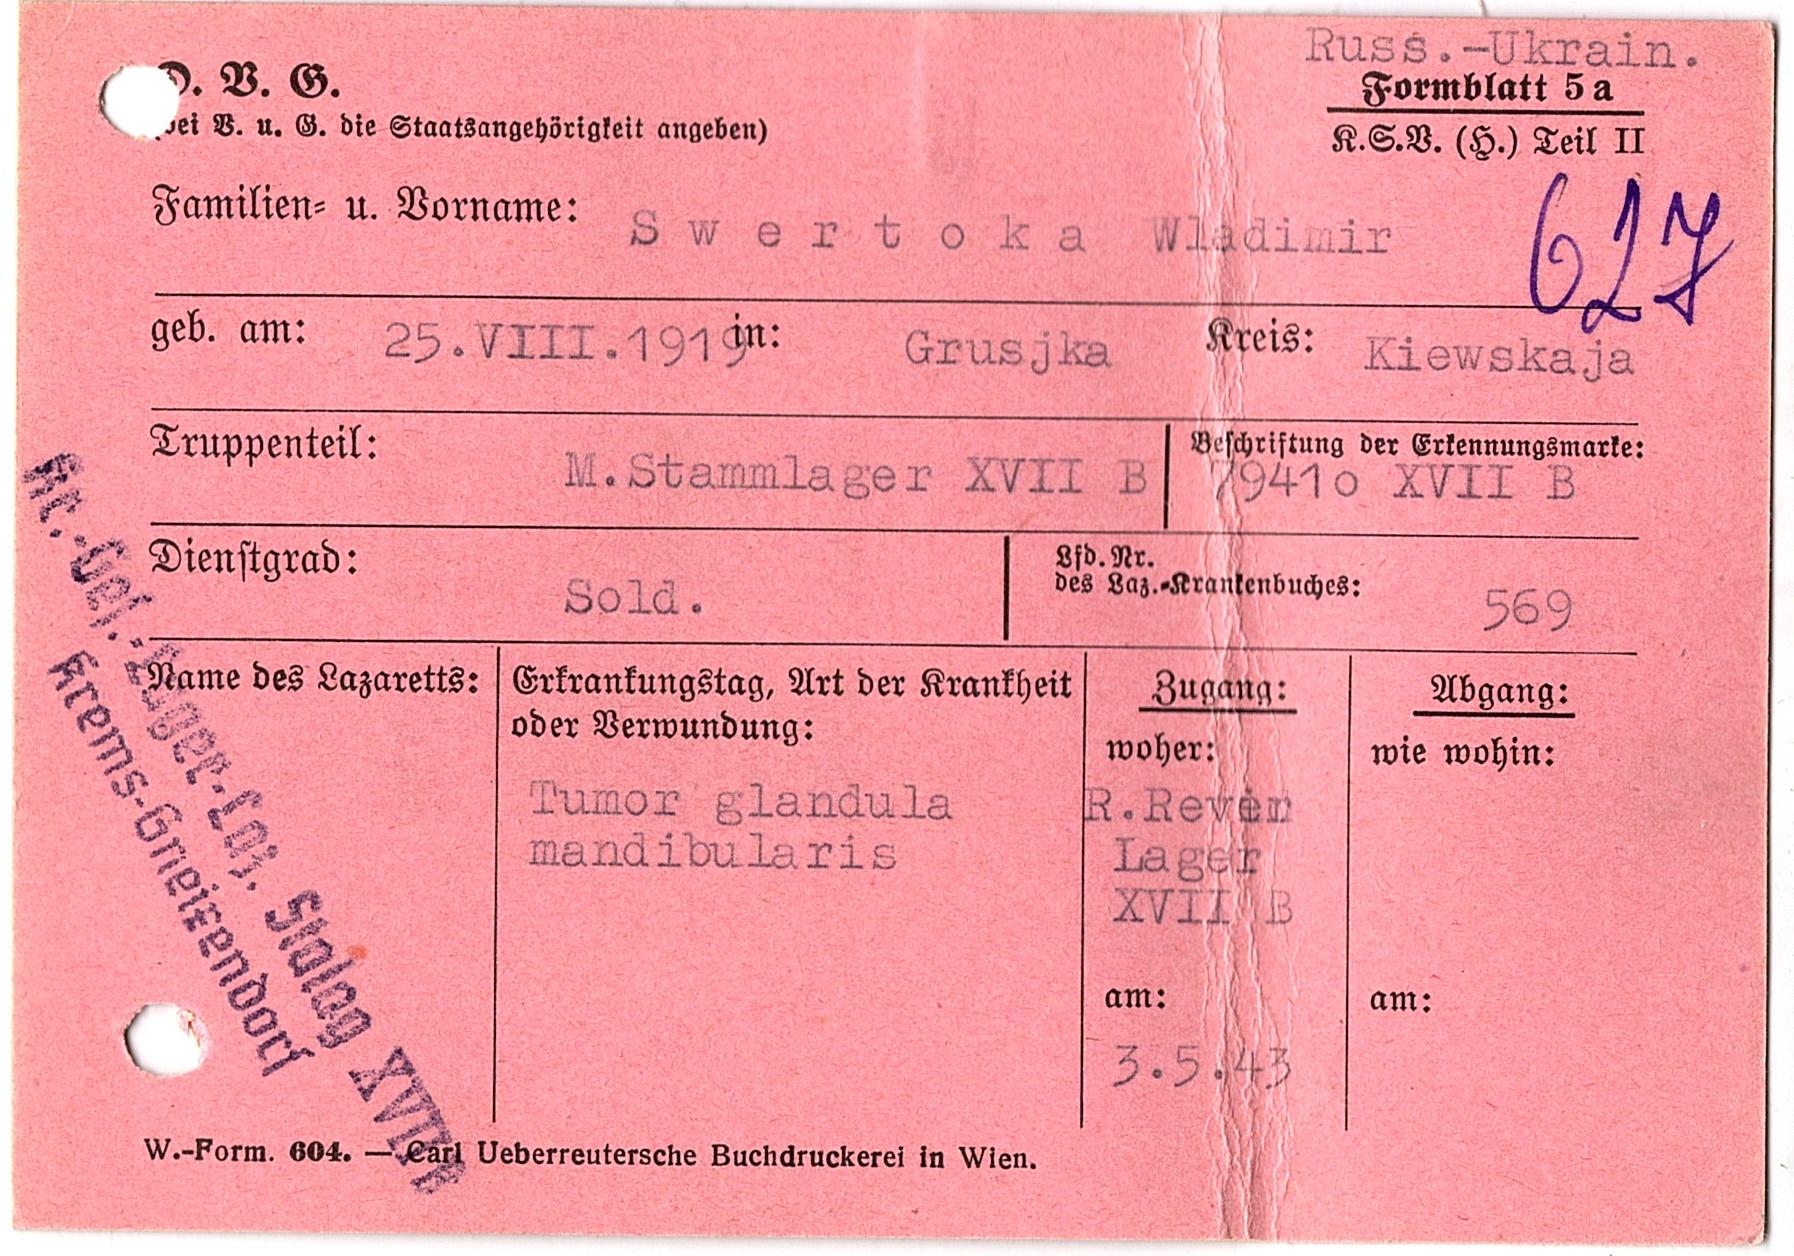 Russ.-Ukrain.
D. V. G.
Formblatt 5 a
(bei V. u. G. die Staatsangehörigkeit angeben)
K.S.V. (H.) Teil II
627
Familien- u. Vorname: Swertoka Wladimir
geb. am: 25.VIII.1919 in: Grusjka Kreis: Kiewskaja
Truppenteil: M.Stammlager XVII B
Beschriftung der Erkennungsmarke:
7941o XVII B
Dienstgrad: Sold.
Lfd. Nr.
des Laz.-Krankenbuches: 569
Name des Lazaretts:
Kr.-Gef.-Lager-Laz. Stalag XVII B
Krems-Gneixendorf
Erkrankungstag, Art der Krankheit
oder Verwundung:
Tumor glandula
mandibularis
Zugang:
woher:
R.Revier
Lager
XVII B
am:
3.5.43
Abgang:
wie wohin:
am:
W.-Form. 604. — Carl Ueberreutersche Buchdruckerei in Wien.